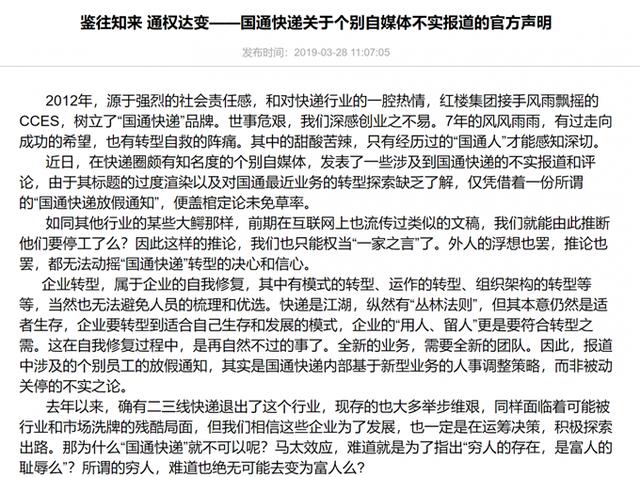 鉴往知来 通权达变——国通快递关于个别自媒体不实报道的官方声明
发布时间：2019-03-28 11:07:05
2012年，源于强烈的社会责任感，和对快递行业的一腔热情，红楼集团接手风雨飘摇的
CCES，树立了“国通快递”品牌。世事危艰，我们深感创业之不易。7年的风风雨雨，有过走向
成功的希望，也有转型自救的阵痛。其中的甜酸苦辣，只有经过的“国通人”才能感知深切。
近日，在快递圈颇有知名度的个别自媒体，发表了一些涉及到国通快递的不实报道和评
论，由于其标题的过度渲染以及对国通最近业务的转型探索缺乏了解，仅凭借着一份所谓
的“国通快递放假通知”，便盖棺定论未免草率。
如同其他行业的某些大鳄那样，前期在互联网上也流传过类似的文稿，我们就能由此推断
他们要停工了么？因此这样的推论，我们也只能权当“一家之言”了。外人的浮想也罢，推论也
罢，都无法动摇“国通快递”转型的决心和信心。
企业转型，属于企业的自我修复，其中有模式的转型、运作的转型、组织架构的转型等
等，当然也无法避免人员的梳理和优选。快递是江湖，纵然有“丛林法则”，但其本意仍然是适
者生存，企业要转型到适合自己生存和发展的模式，企业的“用人、留人”更是要符合转型之
需。这在自我修复过程中，是再自然不过的事了。全新的业务，需要全新的团队。因此，报道
中涉及的个别员工的放假通知，其实是国通快递内部基于新型业务的人事调整策略，而非被动
关停的不实之论。
去年以来，确有二三线快递退出了这个行业，现存的也大多举步维艰，同样面临着可能被
行业和市场洗牌的残酷局面，但我们相信这些企业为了发展，也一定是在运筹决策，积极探索
出路。那为什么“国通快递”就不可以呢？马太效应，难道就是为了指出“穷人的存在，是富人的
耻辱么”？所谓的穷人，难道也绝无可能去变为富人么？